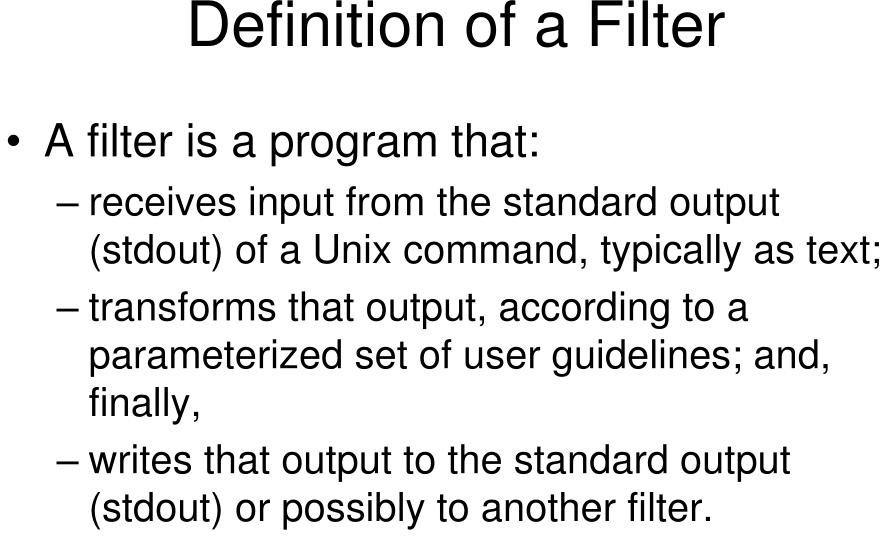 Definition of a Filter
• A filter is a program that:
– receives input from the standard output
(stdout) of a Unix command, typically as text;
– transforms that output, according to a
parameterized set of user guidelines; and,
finally,
– writes that output to the standard output
(stdout) or possibly to another filter.